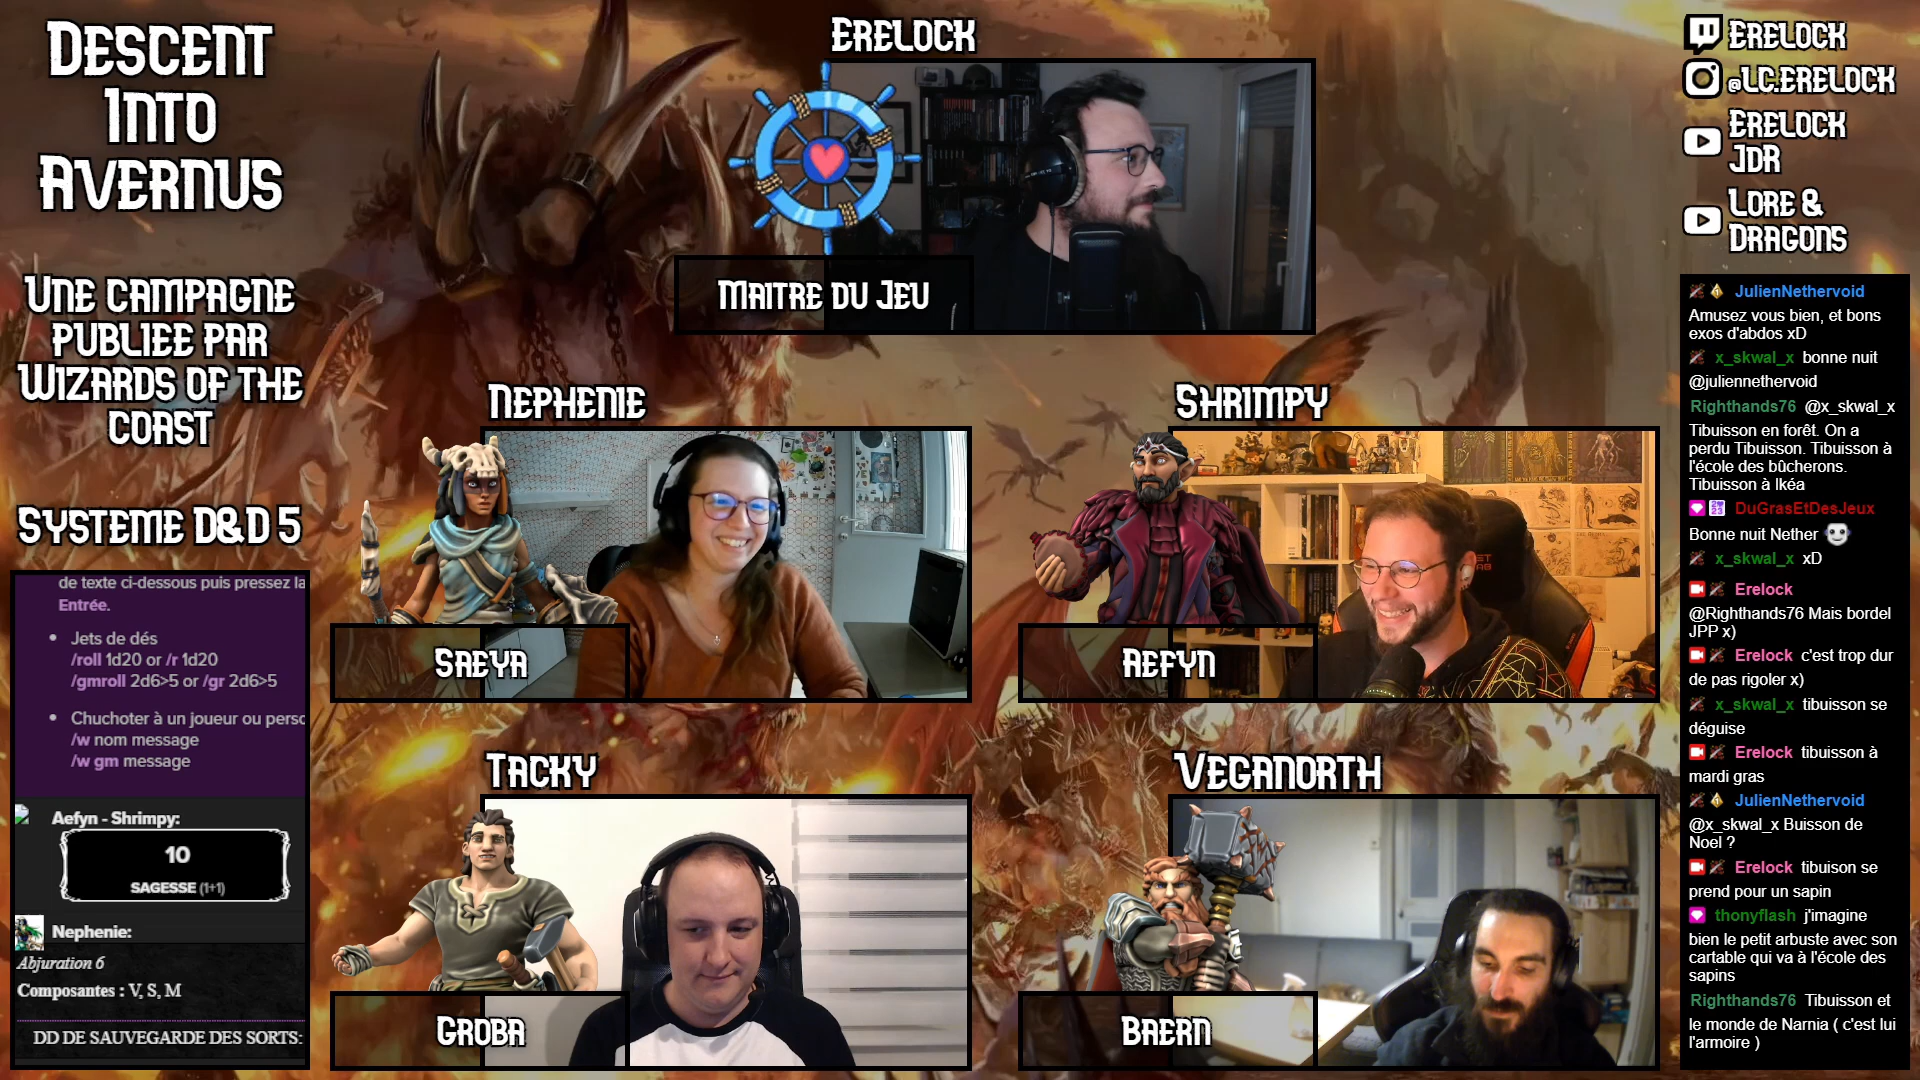 DESCENT
INTO
AVERNUS
UNE CAMPAGNE
PUBLIEE PAR
WIZARDS OF THE
COAST
SYSTEME D&D 5
de texte ci-dessous puis pressez la
Entrée.
• Jets de dés
/roll 1d20 or /r 1d20
/gmroll 2d6>5 or /gr 2d6>5
• Chuchoter à un joueur ou perso
/w nom message
/w gm message
Aefyn - Shrimpy:
10
SAGESSE (1+1)
Nephenie:
Abjuration 6
Composantes : V, S, M
DD DE SAUVEGARDE DES SORTS:
ERELOCK
MAITRE DU JEU
NEPHENIE
SAEYA
SHRIMPY
AEFYN
TACKY
GROBA
VEGANORTH
BAERN
ERELOCK
@LC.ERELOCK
ERELOCK
JDR
LORE &
DRAGONS
JulienNethervoid
Amusez vous bien, et bons
exos d'abdos xD
x_skwal_x bonne nuit
@juliennethervoid
Righthands76 @x_skwal_x
Tibuisson en forêt. On a
perdu Tibuisson. Tibuisson à
l'école des bûcherons.
Tibuisson à Ikéa
DuGrasEtDesJeux
Bonne nuit Nether
x_skwal_x xD
Erelock
@Righthands76 Mais bordel
JPP x)
Erelock c'est trop dur
de pas rigoler x)
x_skwal_x tibuisson se
déguise
Erelock tibuisson à
mardi gras
JulienNethervoid
@x_skwal_x Buisson de
Noel ?
Erelock tibuison se
prend pour un sapin
thonyflash j'imagine
bien le petit arbuste avec son
cartable qui va à l'école des
sapins
Righthands76 Tibuisson et
le monde de Narnia ( c'est lui
l'armoire )